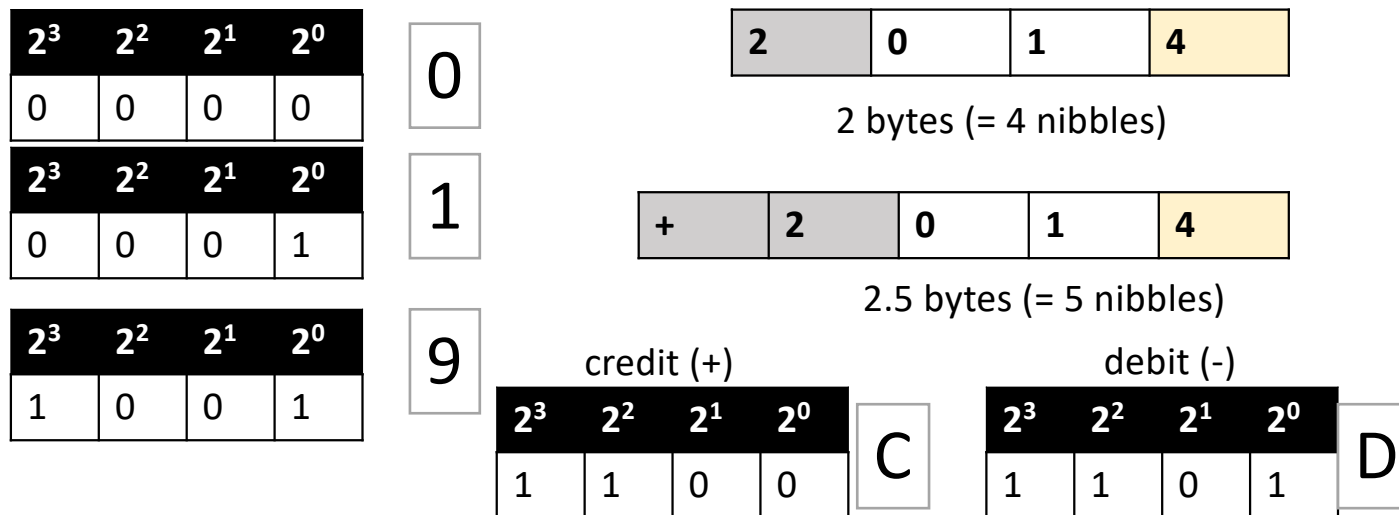 2³ 2² 2¹ 2⁰
0 0 0 0
0
2³ 2² 2¹ 2⁰
0 0 0 1
1
2³ 2² 2¹ 2⁰
1 0 0 1
9
2 0 1 4
2 bytes (= 4 nibbles)
+ 2 0 1 4
2.5 bytes (= 5 nibbles)
credit (+)
2³ 2² 2¹ 2⁰
1 1 0 0
C
debit (-)
2³ 2² 2¹ 2⁰
1 1 0 1
D